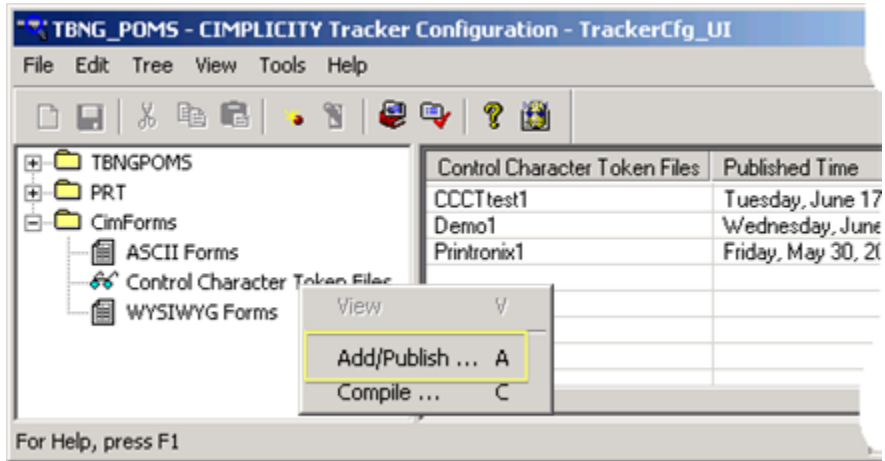 TBNG_POMS - CIMPLICITY Tracker Configuration - TrackerCfg_UI
File Edit Tree View Tools Help
TBNGPOMS
PRT
CimForms
ASCII Forms
Control Character Token Files
WYSIWYG Forms
Control Character Token Files Published Time
CCCTtest1 Tuesday, June 17
Demo1 Wednesday, June
Printronix1 Friday, May 30,
View V
Add/Publish ... A
Compile ... C
For Help, press F1